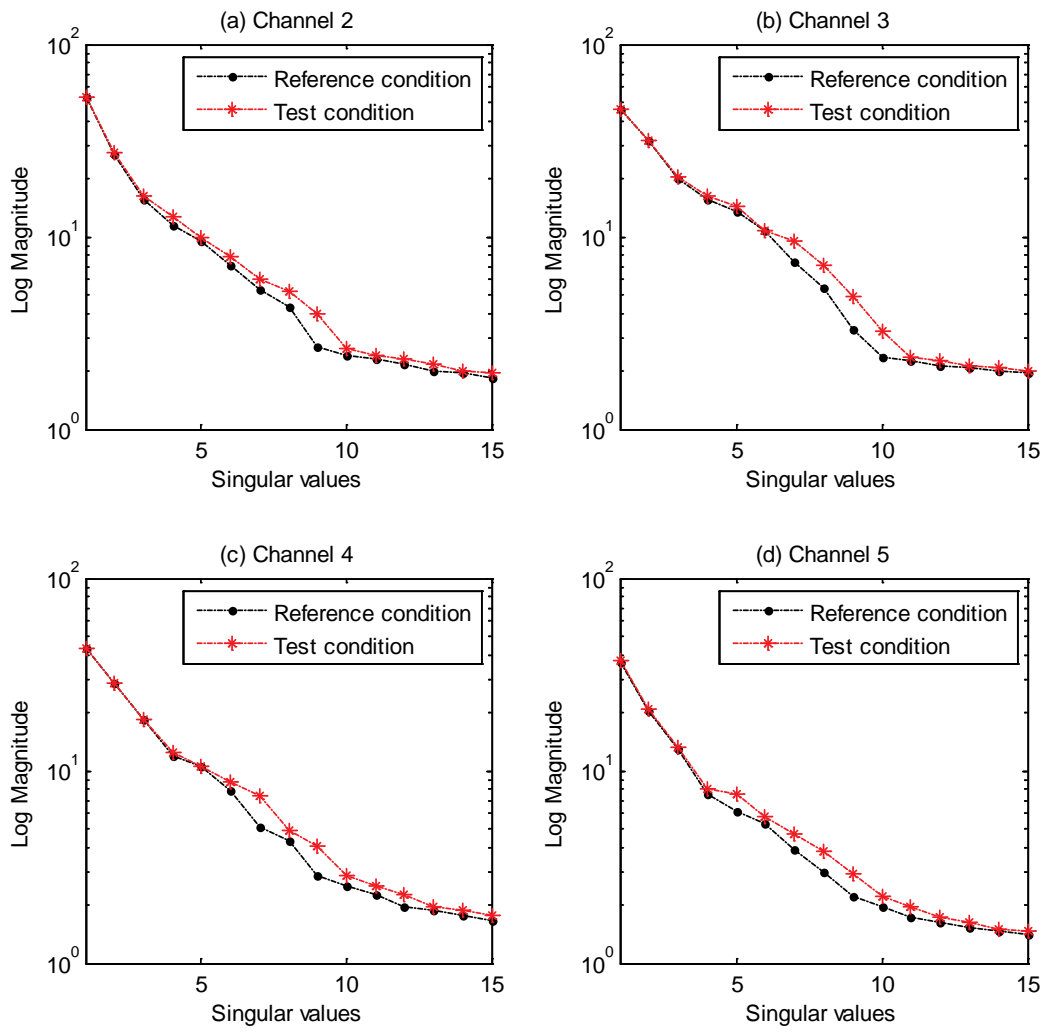 (a) Channel 2
10^2
10^1
10^0
Log Magnitude
Reference condition
Test condition
5 10 15
Singular values
(b) Channel 3
10^2
10^1
10^0
Log Magnitude
Reference condition
Test condition
5 10 15
Singular values
(c) Channel 4
10^2
10^1
10^0
Log Magnitude
Reference condition
Test condition
5 10 15
Singular values
(d) Channel 5
10^2
10^1
10^0
Log Magnitude
Reference condition
Test condition
5 10 15
Singular values